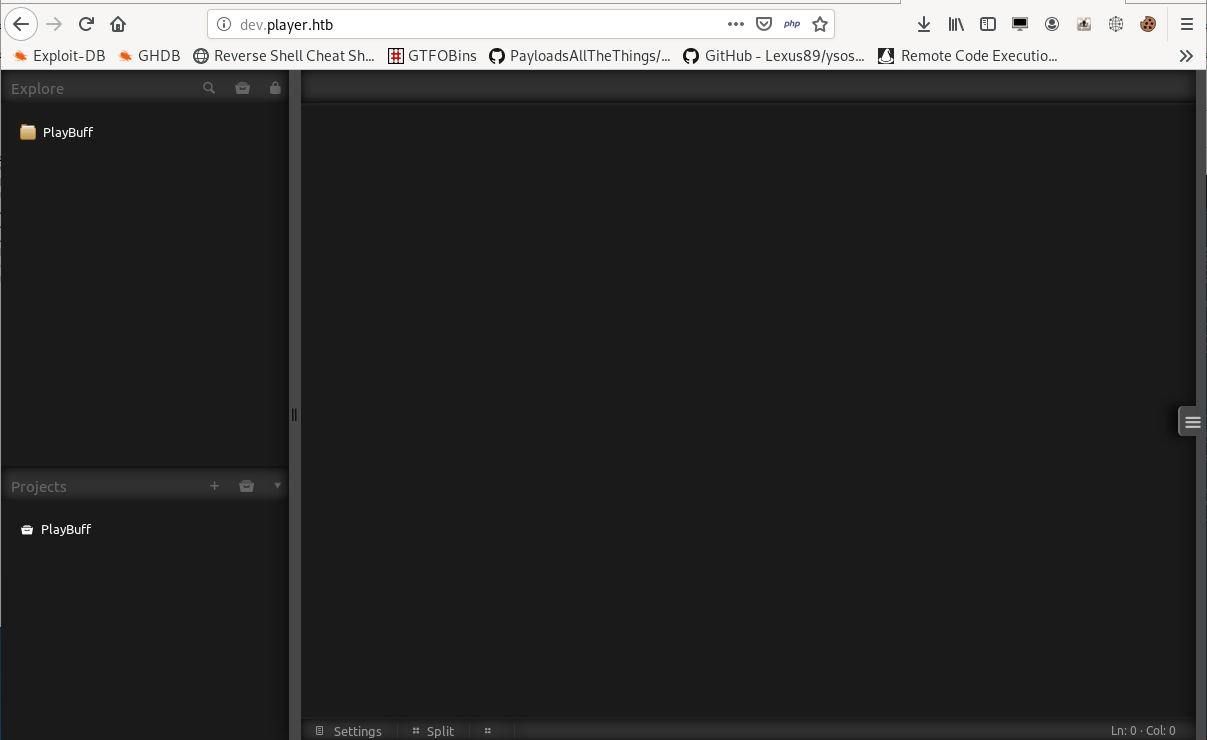 dev.player.htb ••• php
Exploit-DB GHDB Reverse Shell Cheat Sh... GTFOBins PayloadsAllTheThings/... GitHub - Lexus89/ysos... Remote Code Executio...
Explore
PlayBuff
Projects
PlayBuff
Settings Split Ln: 0 · Col: 0